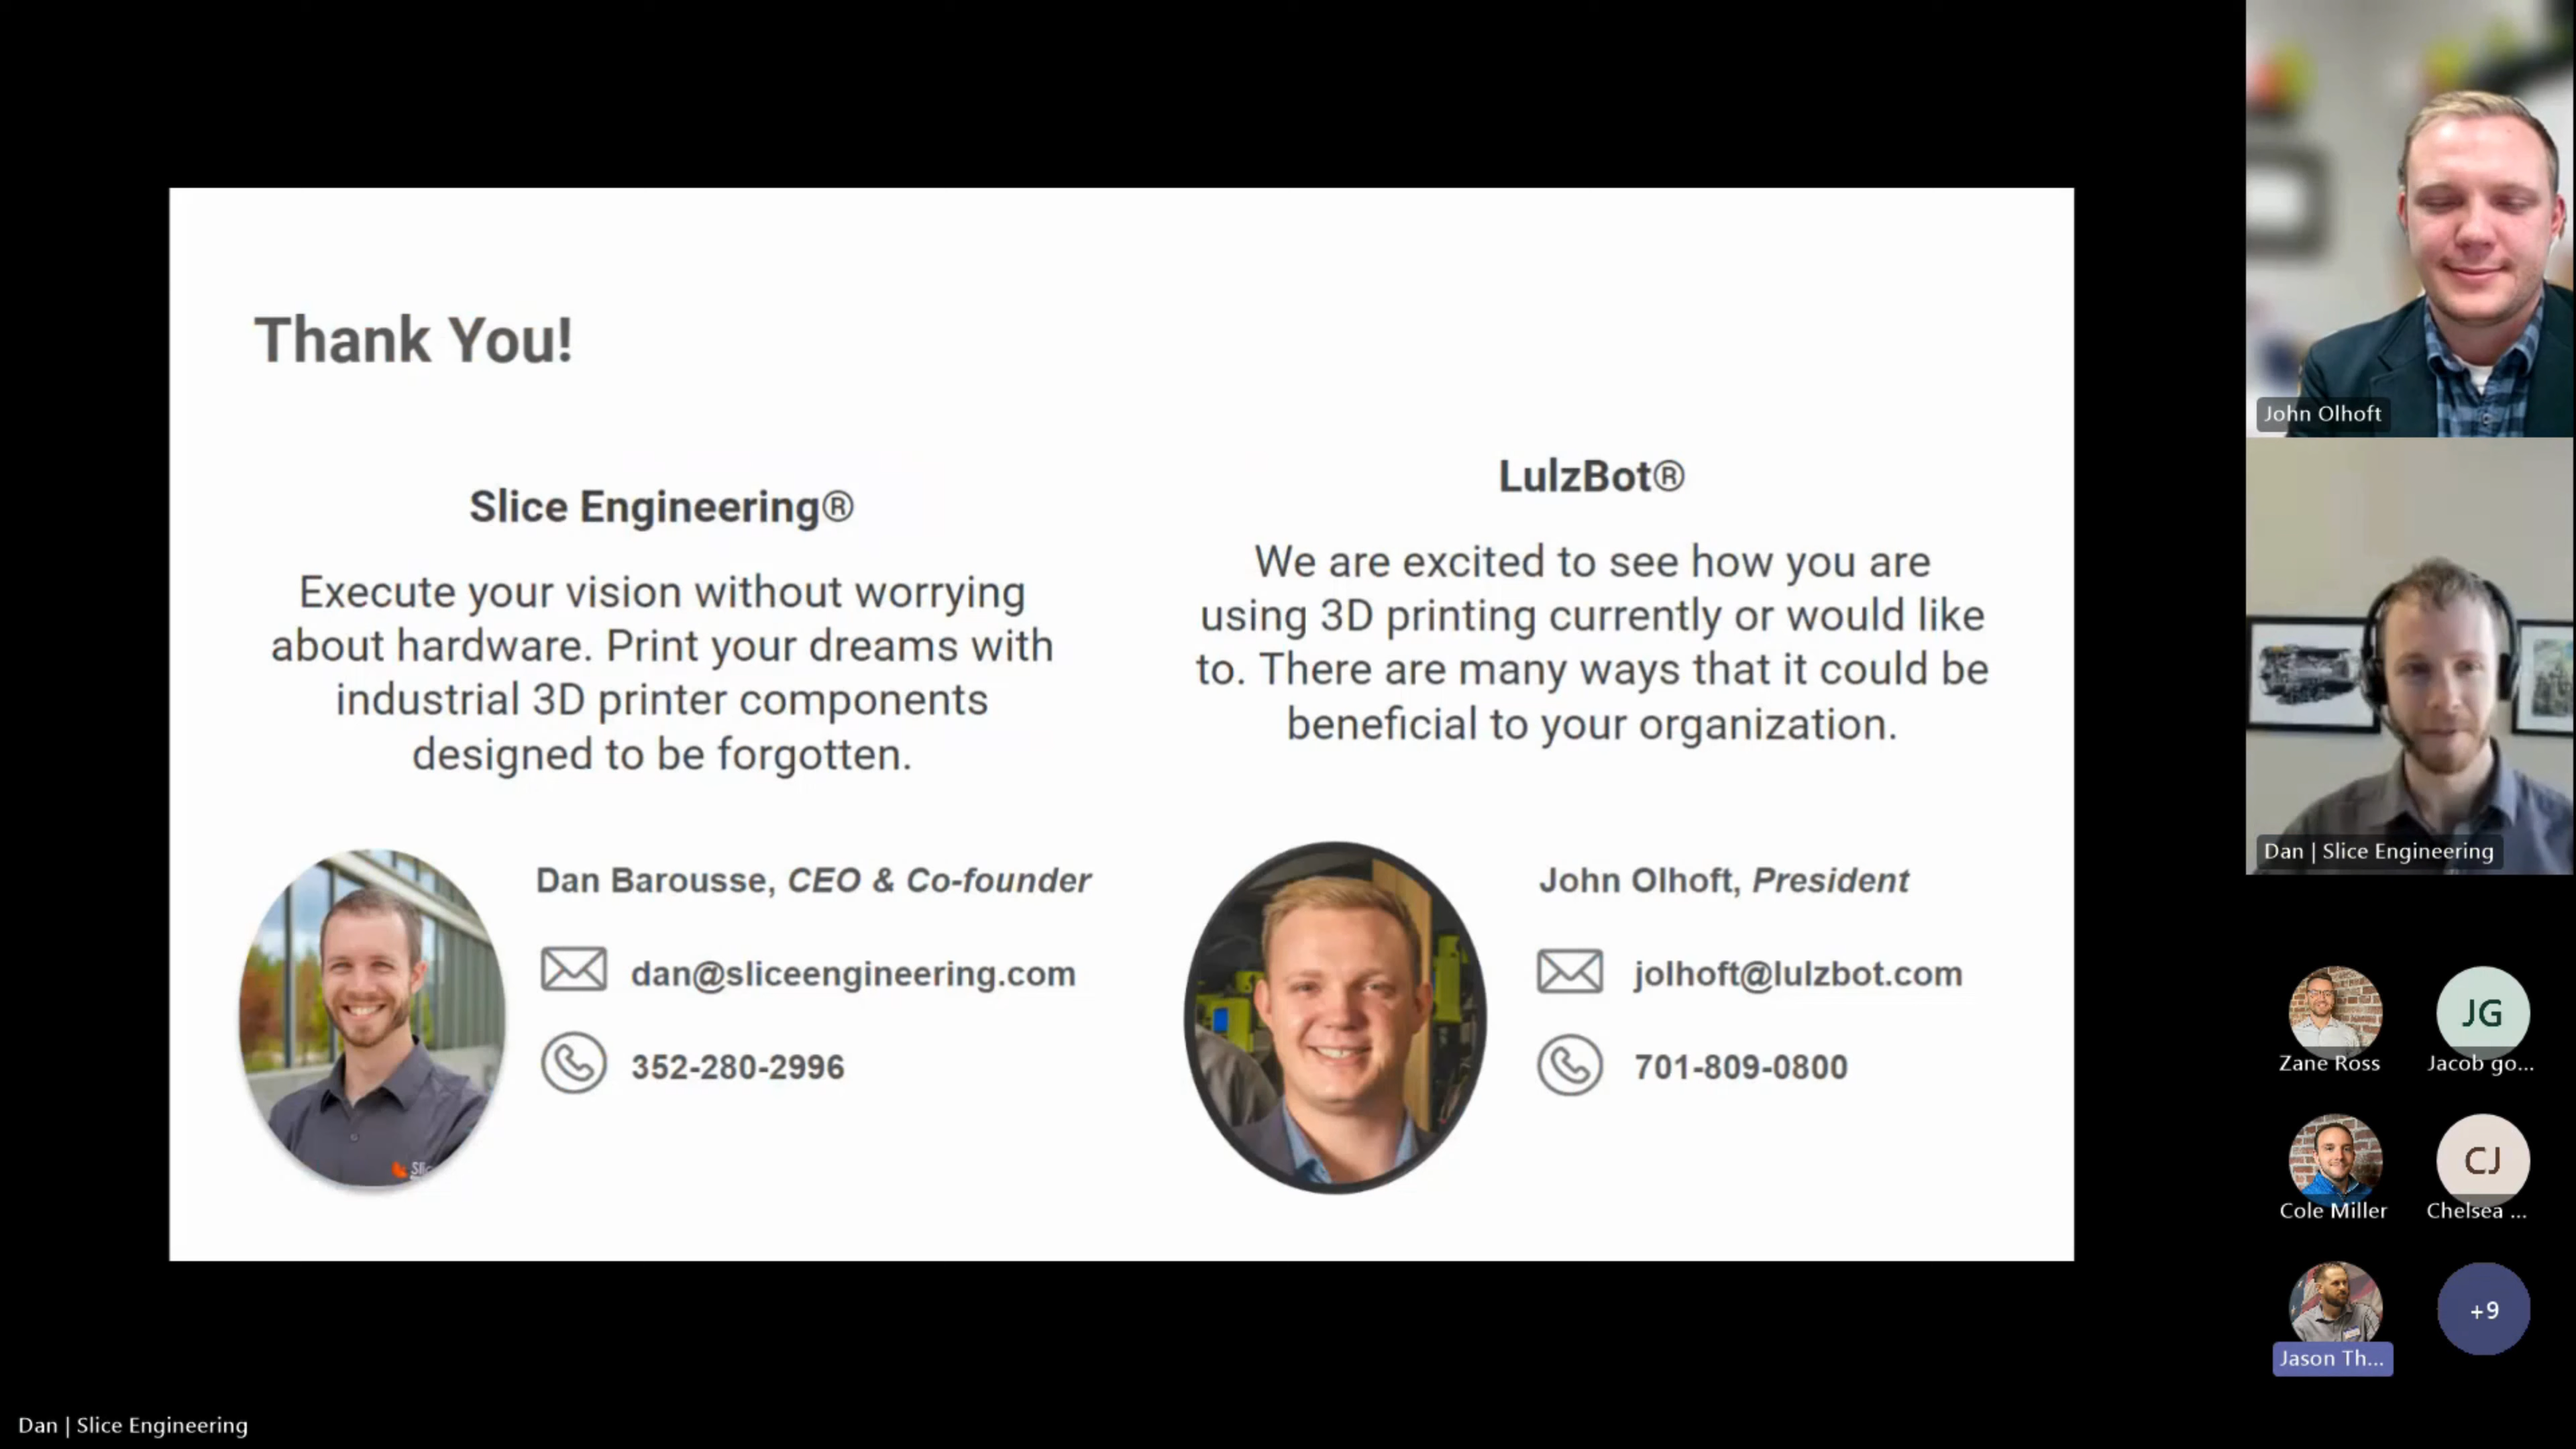 Thank You!
Slice Engineering®
Execute your vision without worrying
about hardware. Print your dreams with
industrial 3D printer components
designed to be forgotten.
Dan Barousse, CEO & Co-founder
dan@sliceengineering.com
352-280-2996
LulzBot®
We are excited to see how you are
using 3D printing currently or would like
to. There are many ways that it could be
beneficial to your organization.
John Olhoft, President
jolhoft@lulzbot.com
701-809-0800
John Olhoft
Dan | Slice Engineering
JG
Zane Ross
Jacob go...
CJ
Cole Miller
Chelsea ...
+9
Jason Th...
Dan | Slice Engineering